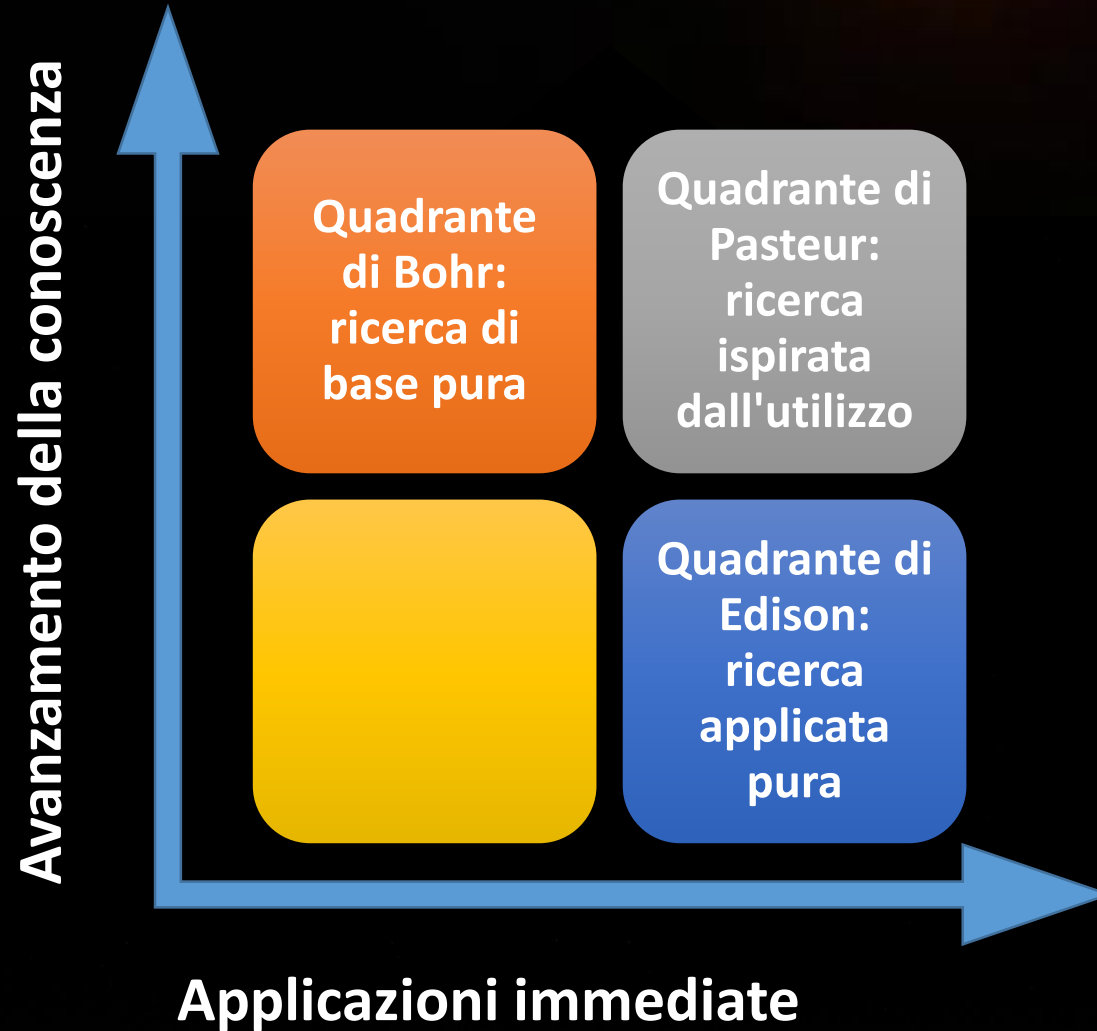 Avanzamento della conoscenza
Quadrante
di Bohr:
ricerca di
base pura
Quadrante di
Pasteur:
ricerca
ispirata
dall'utilizzo
Quadrante di
Edison:
ricerca
applicata
pura
Applicazioni immediate